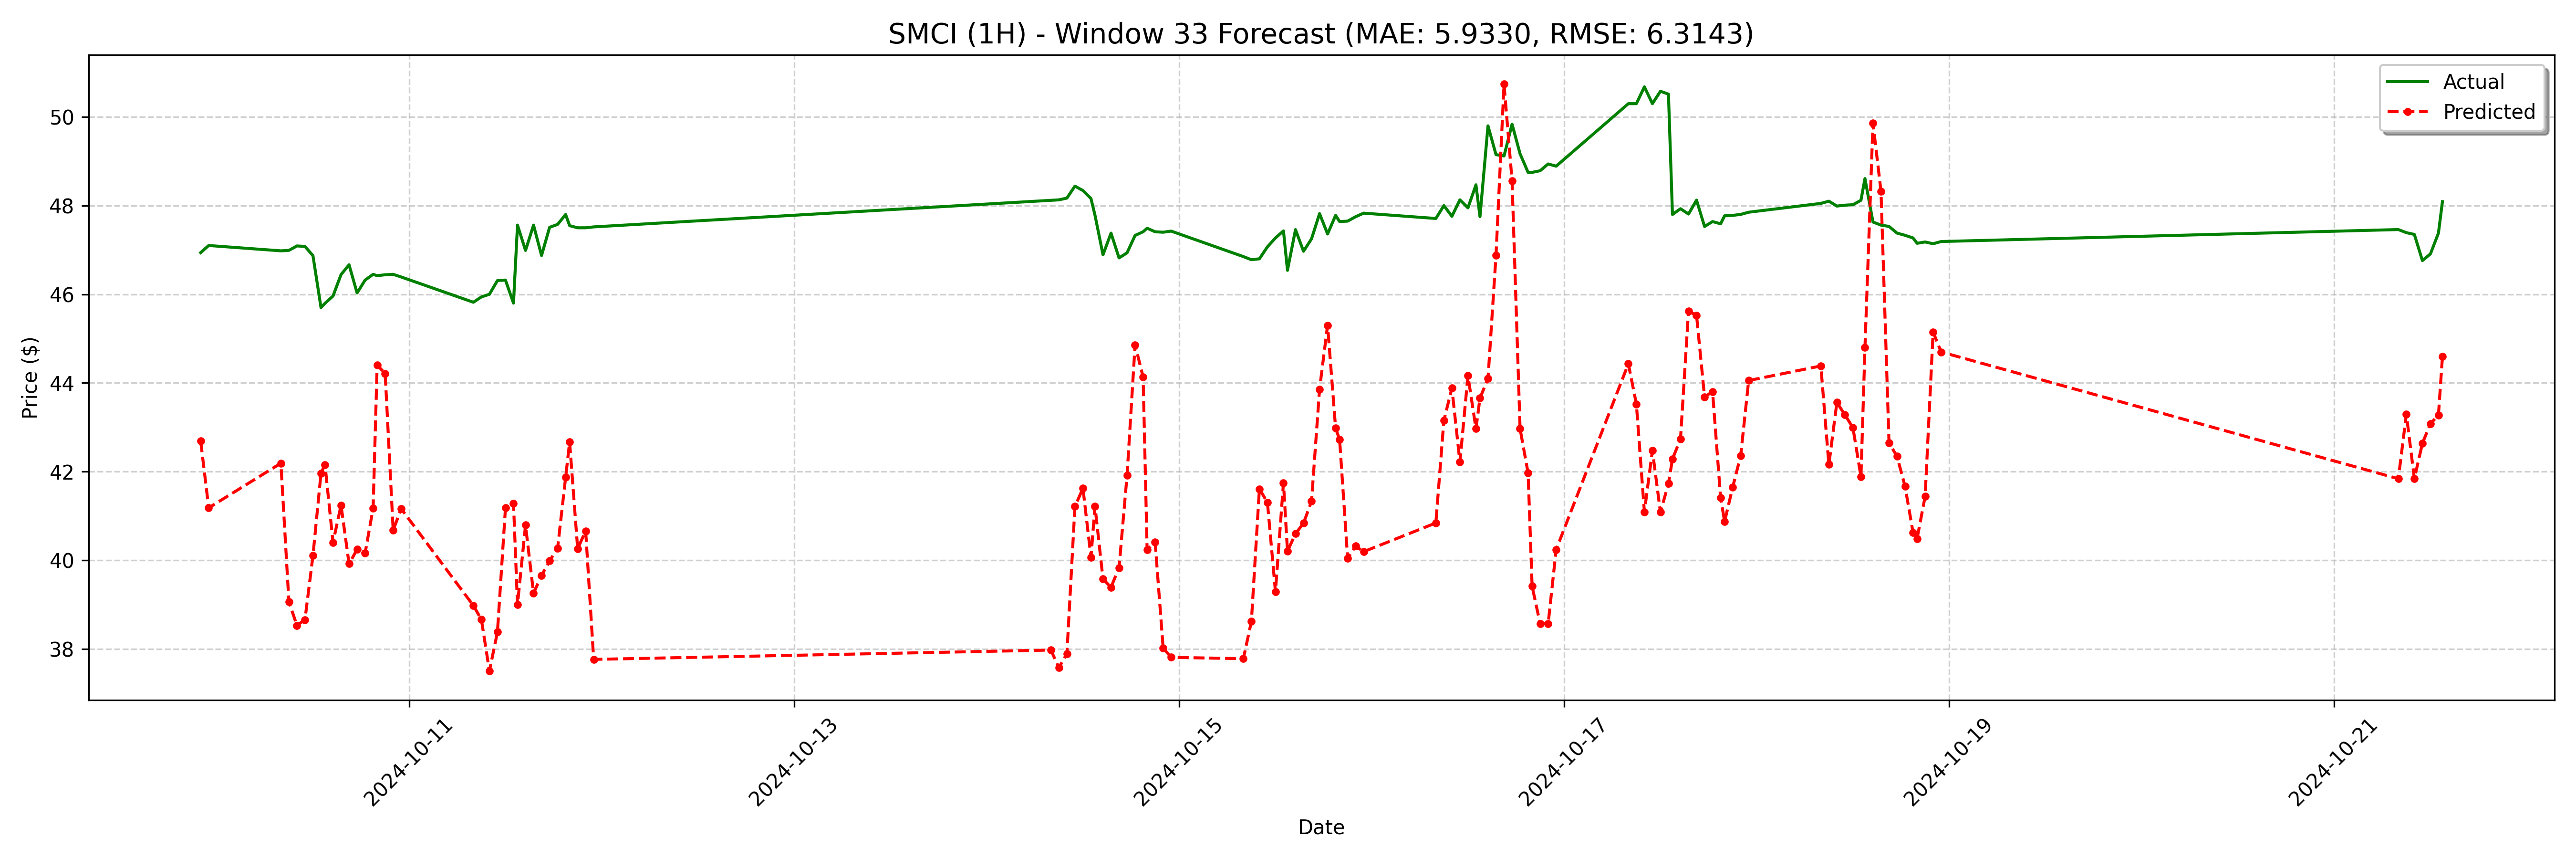 SMCI (1H) - Window 33 Forecast (MAE: 5.9330, RMSE: 6.3143)
Actual
Predicted
Price ($)
50
48
46
44
42
40
38
2024-10-11
2024-10-13
2024-10-15
2024-10-17
2024-10-19
2024-10-21
Date